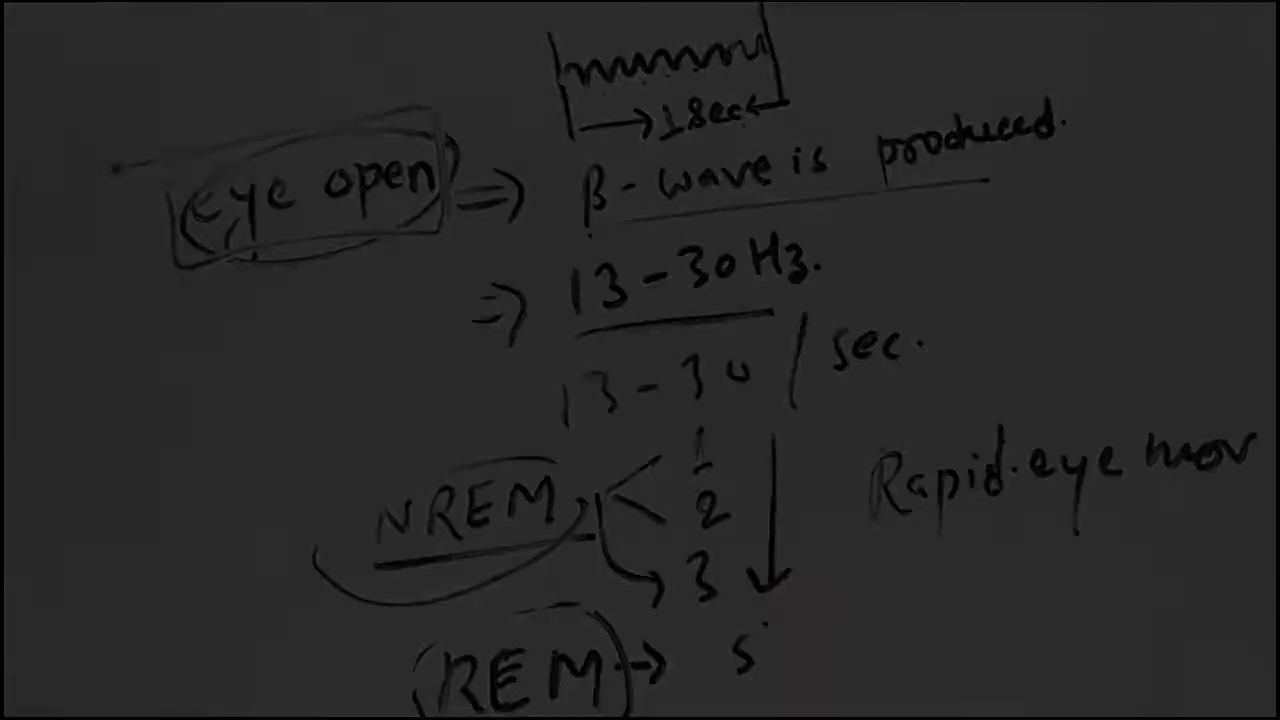 → 1 Sec ←
eye open ⇒ β-wave is produced.
⇒ 13-30 Hz.
13-30 / sec.
NREM 1
2
3
Rapid.eye mov
REM → S